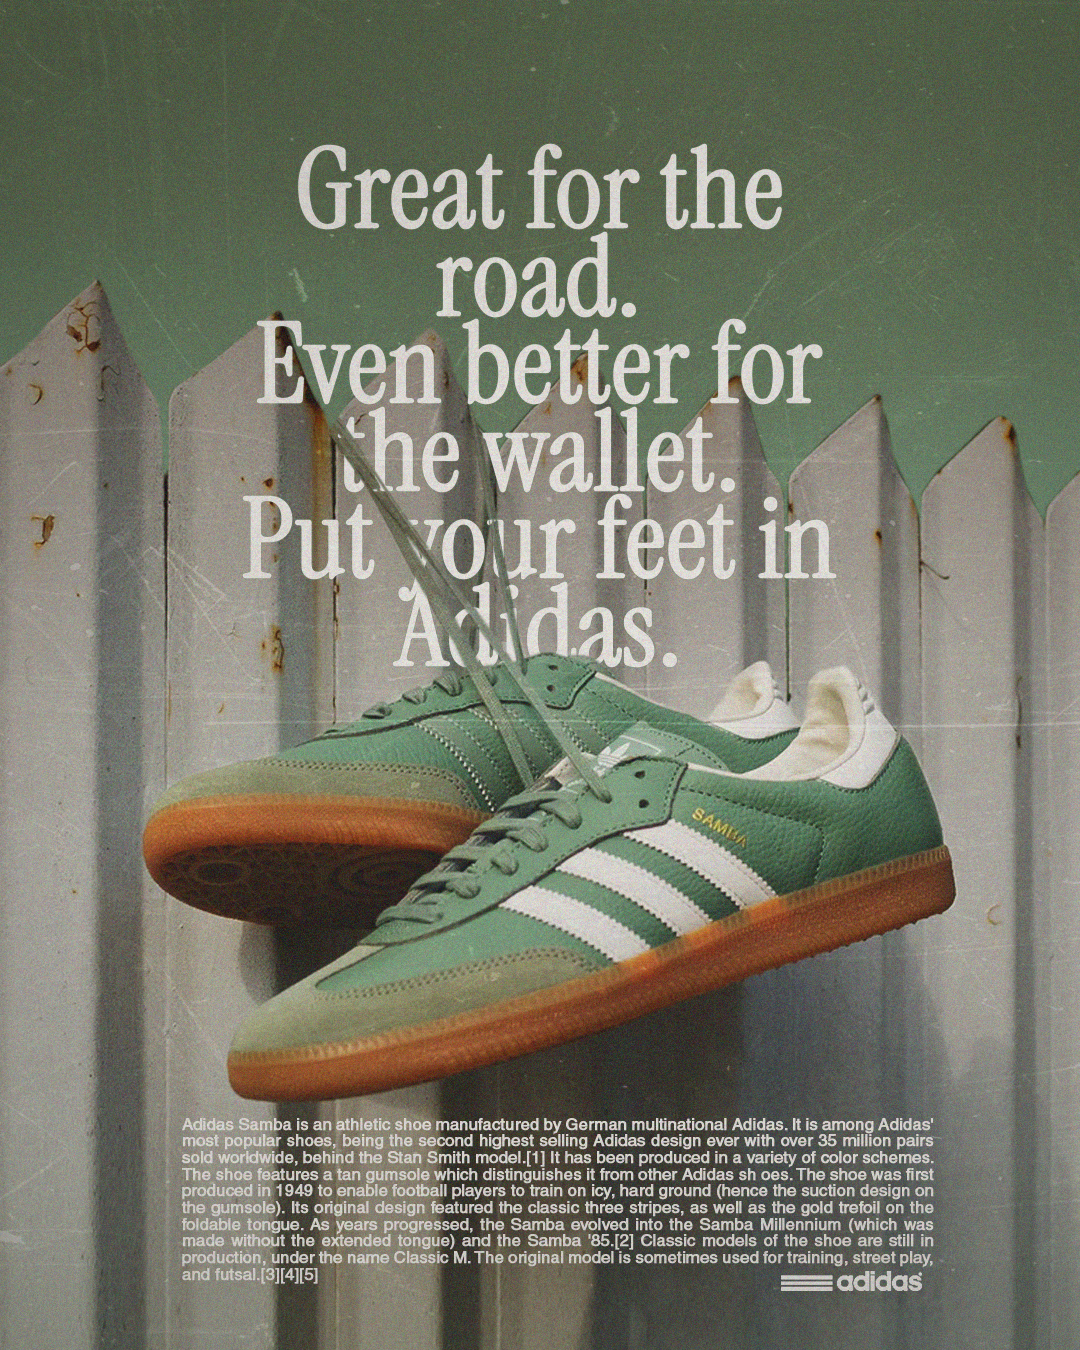 Great for the
road.
Even better for
the wallet.
Put your feet in
Adidas.
SAMBA
Adidas Samba is an athletic shoe manufactured by German multinational Adidas. It is among Adidas'
most popular shoes, being the second highest selling Adidas design ever with over 35 million pairs
sold worldwide, behind the Stan Smith model.[1] It has been produced in a variety of color schemes.
The shoe features a tan gumsole which distinguishes it from other Adidas sh oes. The shoe was first
produced in 1949 to enable football players to train on icy, hard ground (hence the suction design on
the gumsole). Its original design featured the classic three stripes, as well as the gold trefoil on the
foldable tongue. As years progressed, the Samba evolved into the Samba Millennium (which was
made without the extended tongue) and the Samba '85.[2] Classic models of the shoe are still in
production, under the name Classic M. The original model is sometimes used for training, street play,
and futsal.[3][4][5]
adidas